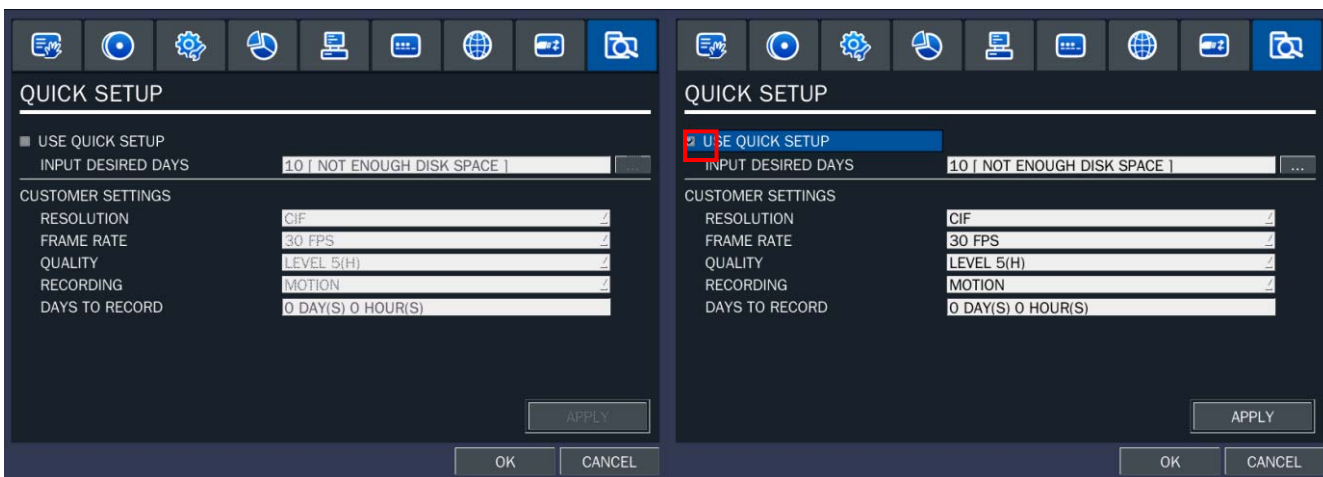 QUICK SETUP
USE QUICK SETUP
INPUT DESIRED DAYS 10 [ NOT ENOUGH DISK SPACE ] ...
CUSTOMER SETTINGS
RESOLUTION CIF
FRAME RATE 30 FPS
QUALITY LEVEL 5(H)
RECORDING MOTION
DAYS TO RECORD 0 DAY(S) 0 HOUR(S)
APPLY
OK CANCEL
QUICK SETUP
USE QUICK SETUP
INPUT DESIRED DAYS 10 [ NOT ENOUGH DISK SPACE ] ...
CUSTOMER SETTINGS
RESOLUTION CIF
FRAME RATE 30 FPS
QUALITY LEVEL 5(H)
RECORDING MOTION
DAYS TO RECORD 0 DAY(S) 0 HOUR(S)
APPLY
OK CANCEL